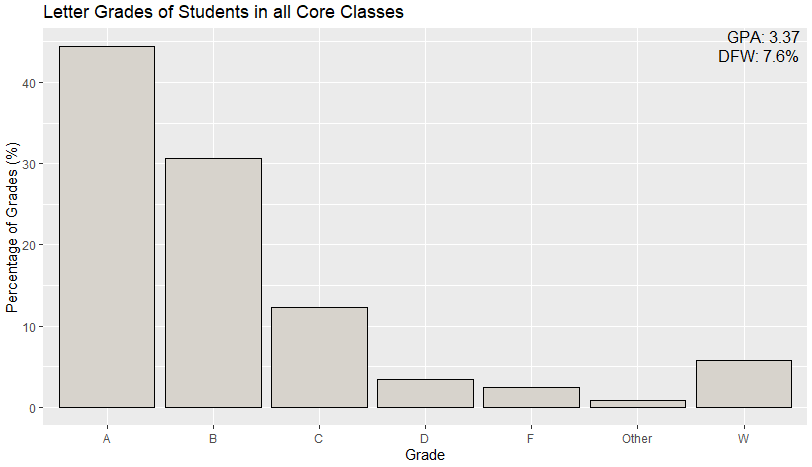 Letter Grades of Students in all Core Classes
GPA: 3.37
DFW: 7.6%
Percentage of Grades (%)
40
30
20
10
0
A B C D F Other W
Grade